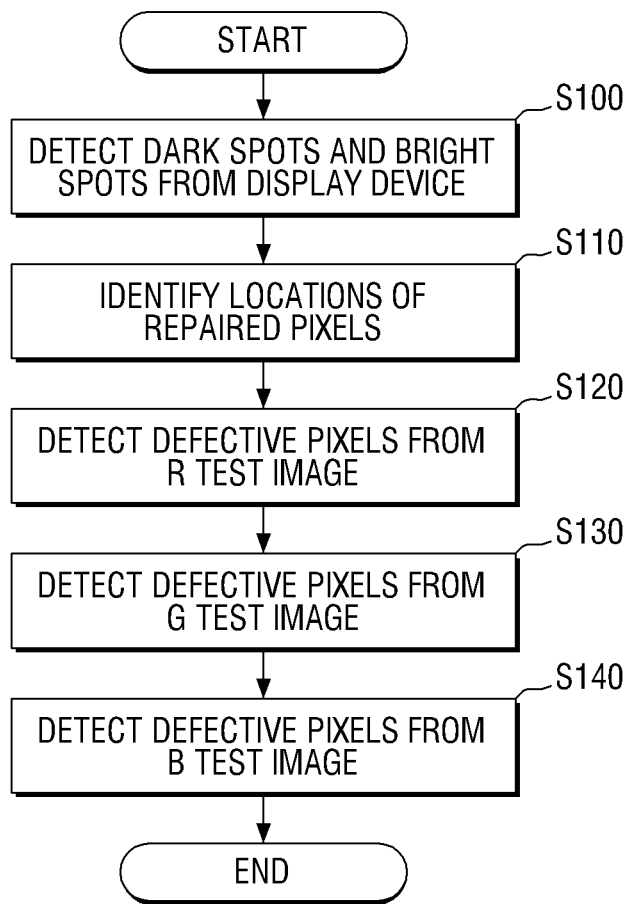 START
S100
DETECT DARK SPOTS AND BRIGHT
SPOTS FROM DISPLAY DEVICE
S110
IDENTIFY LOCATIONS OF
REPAIRED PIXELS
S120
DETECT DEFECTIVE PIXELS FROM
R TEST IMAGE
S130
DETECT DEFECTIVE PIXELS FROM
G TEST IMAGE
S140
DETECT DEFECTIVE PIXELS FROM
B TEST IMAGE
END